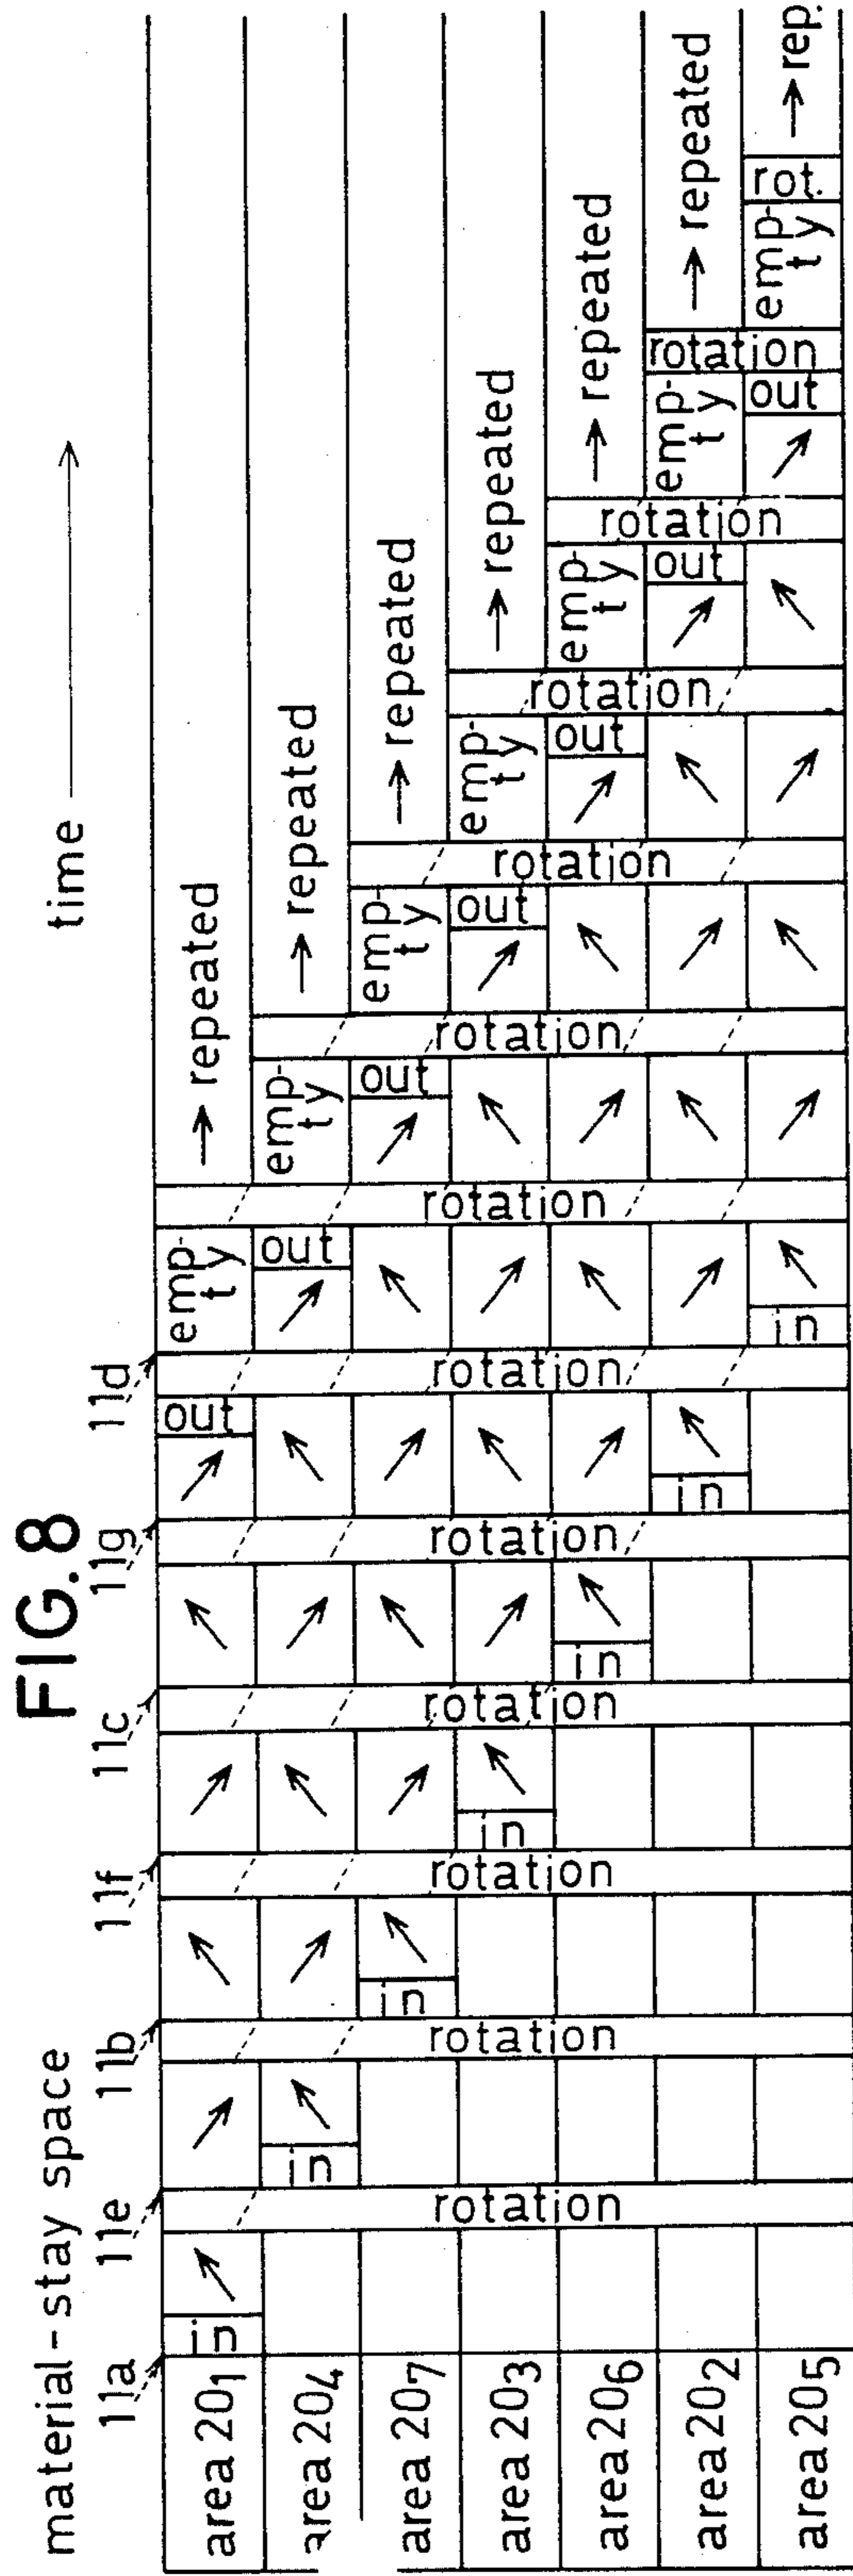 FIG. 8
time →
material-stay space
11a 11e 11b 11f 11c 11g 11d
area 20₁ in out emp-ty → repeated
area 20₄ in out emp-ty → repeated
area 20₇ in out emp-ty → repeated
rotation rotation rotation rotation rotation rotation rotation rotation rotation rotation rotation rotation
area 20₃ in out emp-ty → repeated
area 20₆ in out emp-ty → repeated
area 20₂ in out emp-ty → repeated
area 20₅ in out emp-ty rot. → rep.